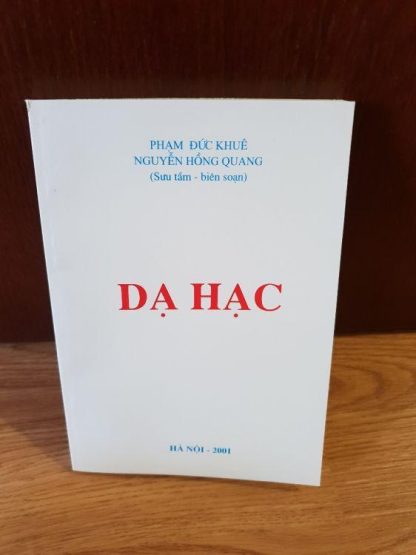 PHẠM ĐỨC KHUÊ
NGUYỄN HỒNG QUANG
(Sưu tầm - biên soạn)
DẠ HẠC
HÀ NỘI - 2001